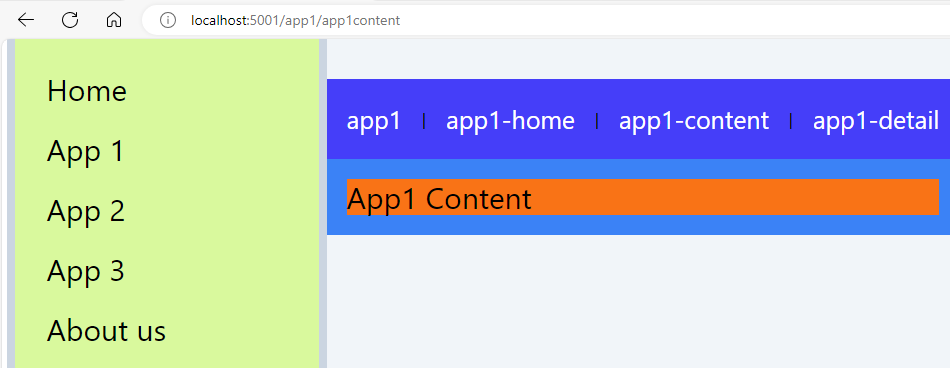 localhost:5001/app1/app1content
Home
App 1
App 2
App 3
About us
app1 | app1-home | app1-content | app1-detail
App1 Content